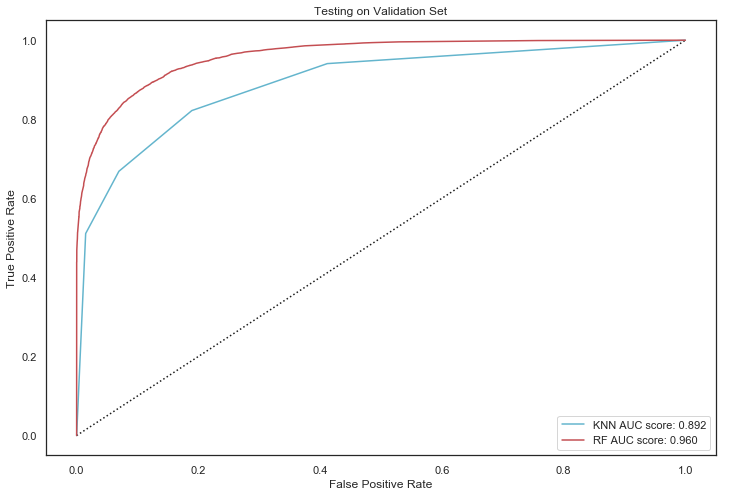 Testing on Validation Set
True Positive Rate
1.0
0.8
0.6
0.4
0.2
0.0
KNN AUC score: 0.892
RF AUC score: 0.960
0.0 0.2 0.4 0.6 0.8 1.0
False Positive Rate